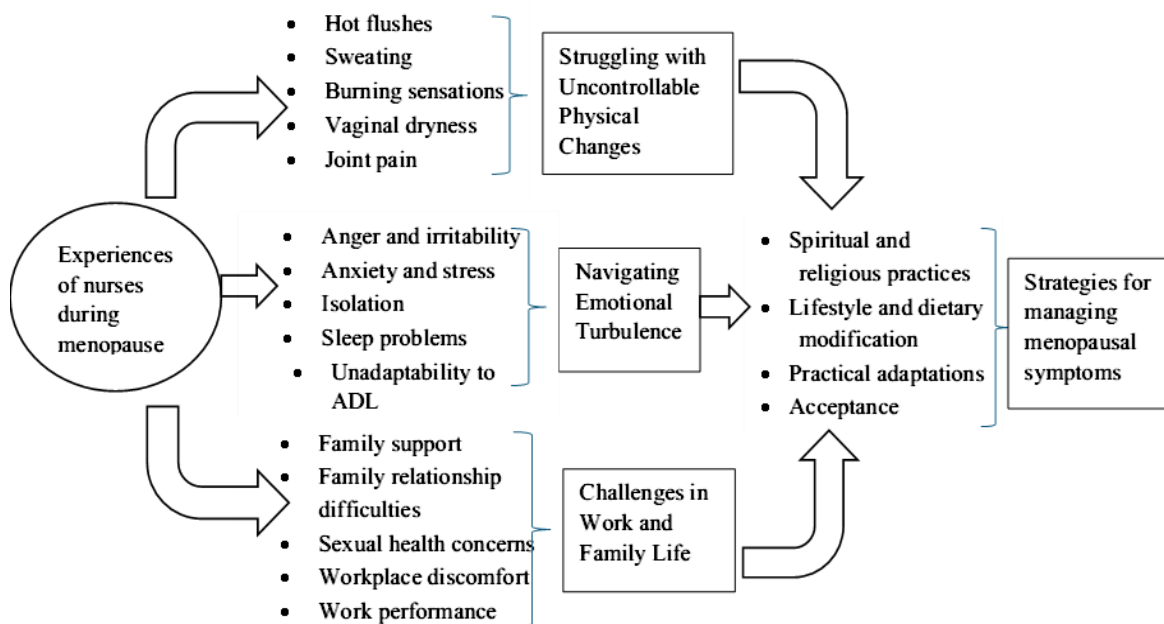 Experiences
of nurses
during
menopause
• Hot flushes
• Sweating
• Burning sensations
• Vaginal dryness
• Joint pain
Struggling with
Uncontrollable
Physical
Changes
• Anger and irritability
• Anxiety and stress
• Isolation
• Sleep problems
• Unadaptability to
ADL
Navigating
Emotional
Turbulence
• Family support
• Family relationship
difficulties
• Sexual health concerns
• Workplace discomfort
• Work performance
Challenges in
Work and
Family Life
• Spiritual and
religious practices
• Lifestyle and dietary
modification
• Practical adaptations
• Acceptance
Strategies for
managing
menopausal
symptoms